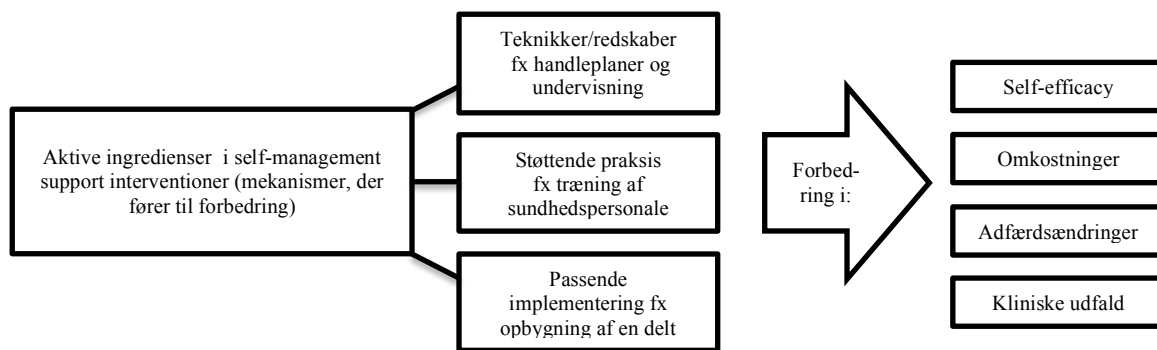 Aktive ingredienser i self-management
support interventioner (mekanismer, der
fører til forbedring)
Teknikker/redskaber
fx handleplaner og
undervisning
Støttende praksis
fx træning af
sundhedspersonale
Passende
implementering fx
opbygning af en delt
Forbed-
ring i:
Self-efficacy
Omkostninger
Adfærdsændringer
Kliniske udfald